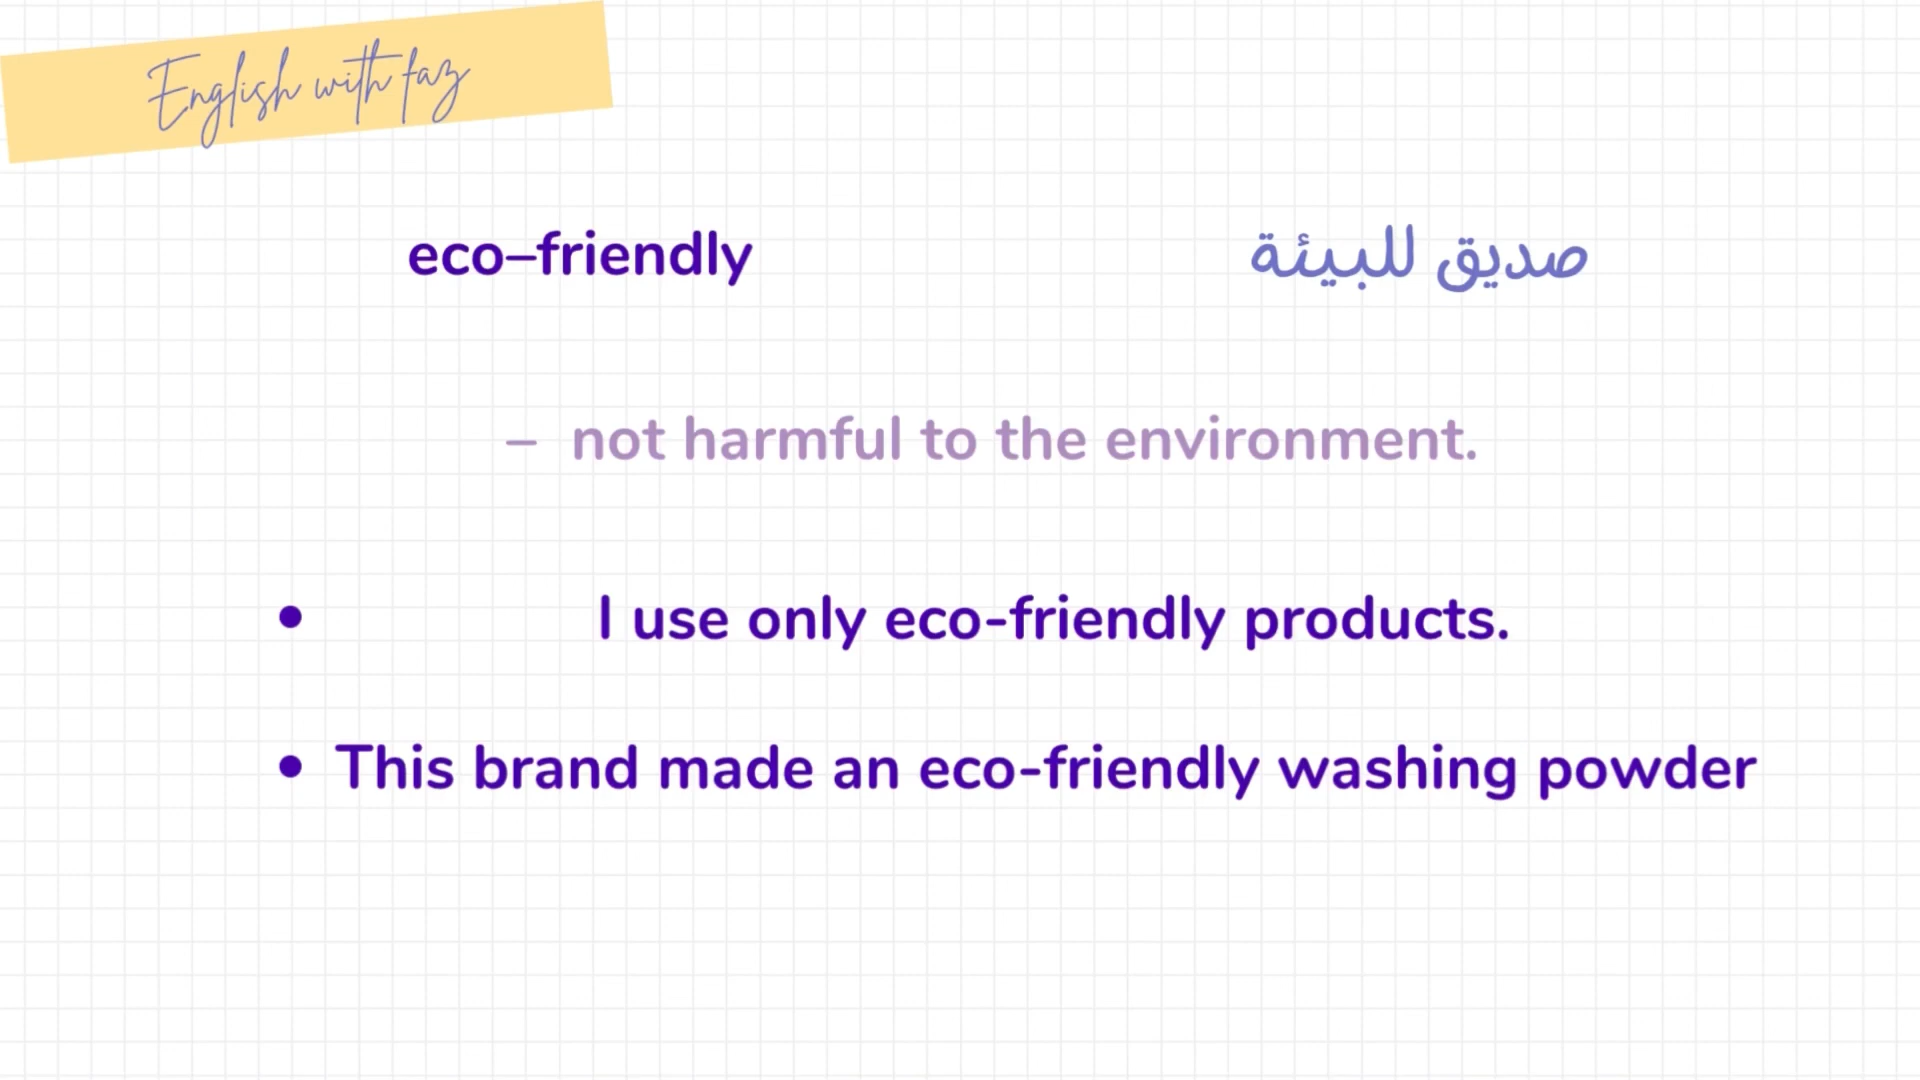 English with faz
eco–friendly صديق للبيئة
– not harmful to the environment.
• I use only eco-friendly products.
• This brand made an eco-friendly washing powder